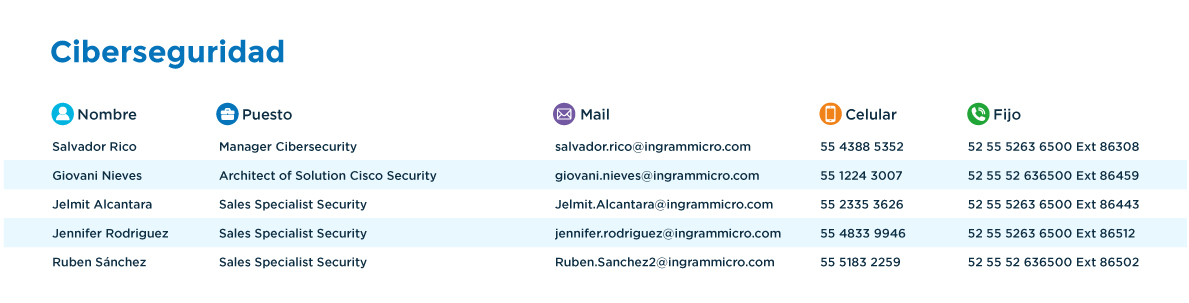 Ciberseguridad
Nombre Puesto Mail Celular Fijo
Salvador Rico Manager Cibersecurity salvador.rico@ingrammicro.com 55 4388 5352 52 55 5263 6500 Ext 86308
Giovani Nieves Architect of Solution Cisco Security giovani.nieves@ingrammicro.com 55 1224 3007 52 55 52 636500 Ext 86459
Jelmit Alcantara Sales Specialist Security Jelmit.Alcantara@ingrammicro.com 55 2335 3626 52 55 5263 6500 Ext 86443
Jennifer Rodriguez Sales Specialist Security jennifer.rodriguez@ingrammicro.com 55 4833 9946 52 55 5263 6500 Ext 86512
Ruben Sánchez Sales Specialist Security Ruben.Sanchez2@ingrammicro.com 55 5183 2259 52 55 52 636500 Ext 86502